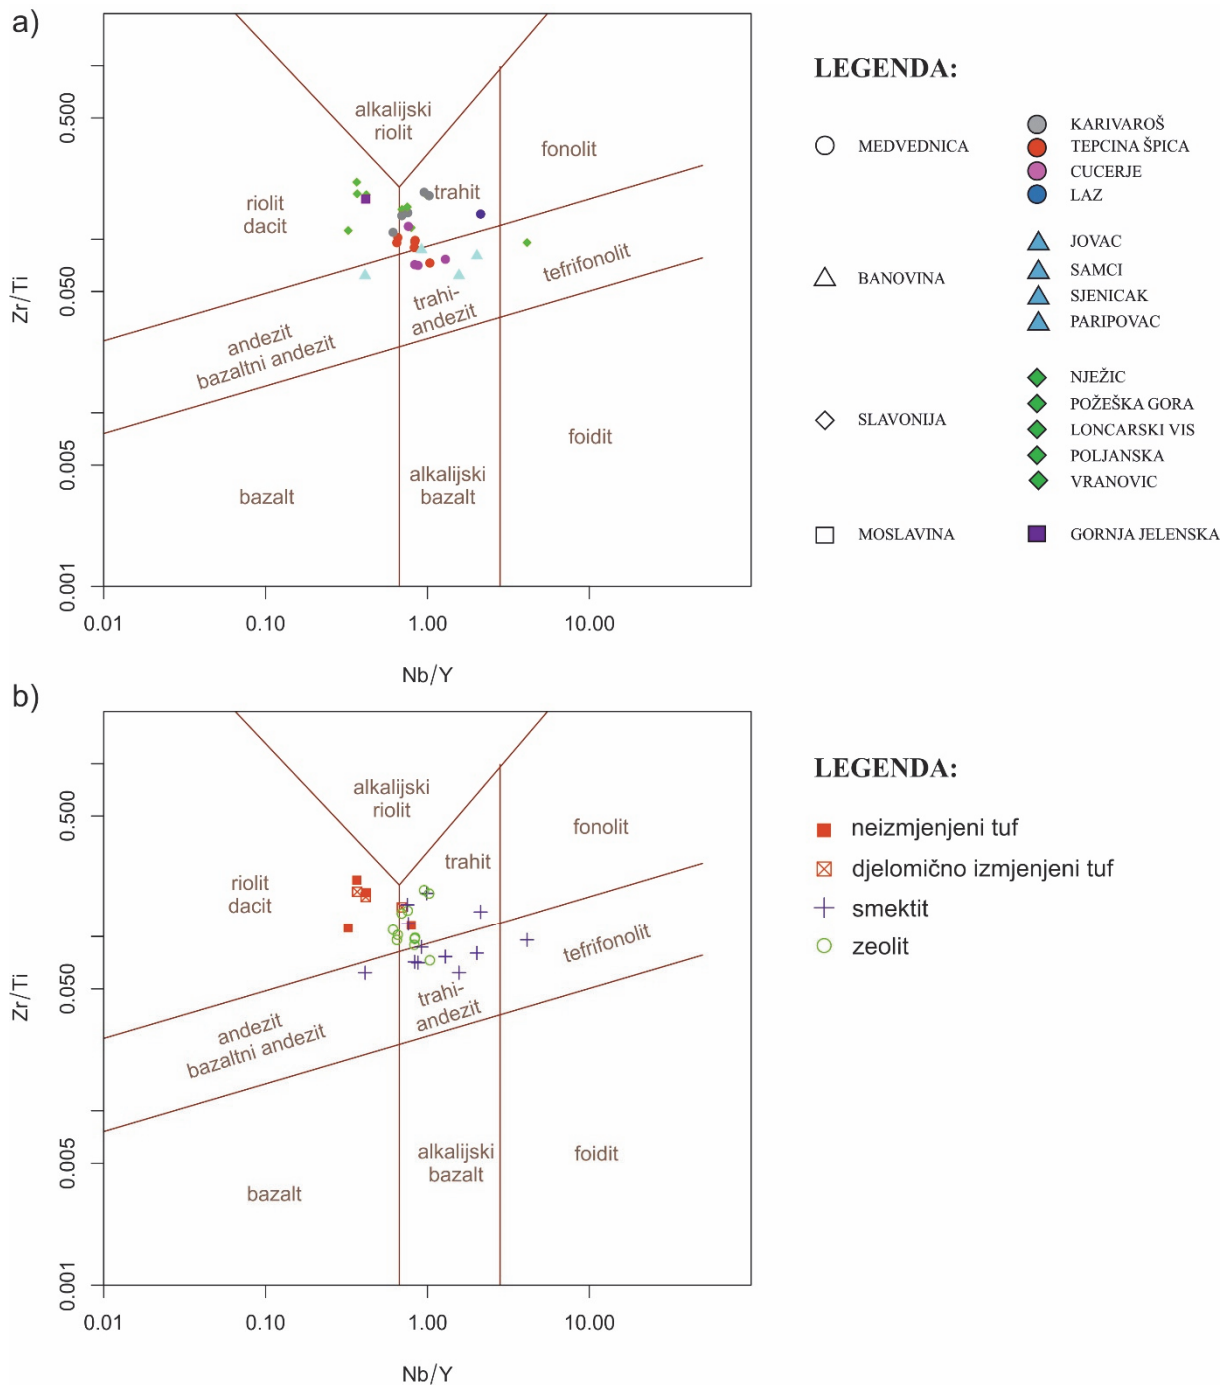 a)
0.500
0.050
0.005
0.001
Zr/Ti
alkalijski
riolit
fonolit
trahit
riolit
dacit
tefrifonolit
trahi-
andezit
andezit
bazaltni andezit
foidit
alkalijski
bazalt
bazalt
0.01
0.10
1.00
10.00
Nb/Y
LEGENDA:
MEDVEDNICA
KARIVAROŠ
TEPCINA ŠPICA
CUCERJE
LAZ
BANOVINA
JOVAC
SAMCI
SJENICAK
PARIPOVAC
SLAVONIJA
NJEŽIC
POŽEŠKA GORA
LONCARSKI VIS
POLJANSKA
VRANOVIC
MOSLAVINA
GORNJA JELENSKA
b)
0.500
0.050
0.005
0.001
Zr/Ti
alkalijski
riolit
fonolit
trahit
riolit
dacit
tefrifonolit
trahi-
andezit
andezit
bazaltni andezit
alkalijski
bazalt
foidit
bazalt
0.01
0.10
1.00
10.00
Nb/Y
LEGENDA:
neizmjenjeni tuf
djelomično izmjenjeni tuf
smektit
zeolit